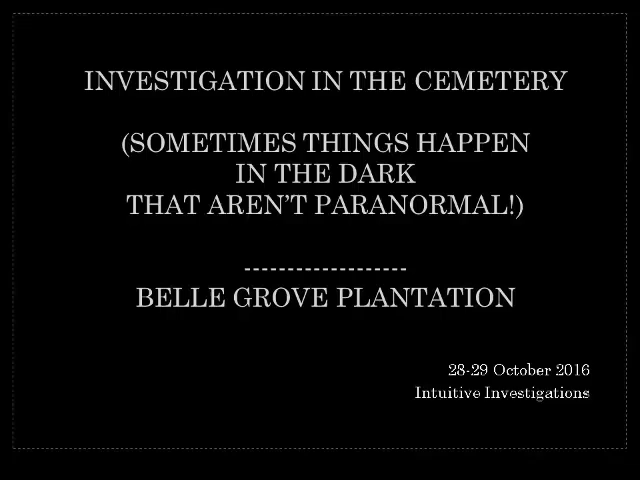 INVESTIGATION IN THE CEMETERY
(SOMETIMES THINGS HAPPEN
IN THE DARK
THAT AREN’T PARANORMAL!)
-------------------
BELLE GROVE PLANTATION
28-29 October 2016
Intuitive Investigations